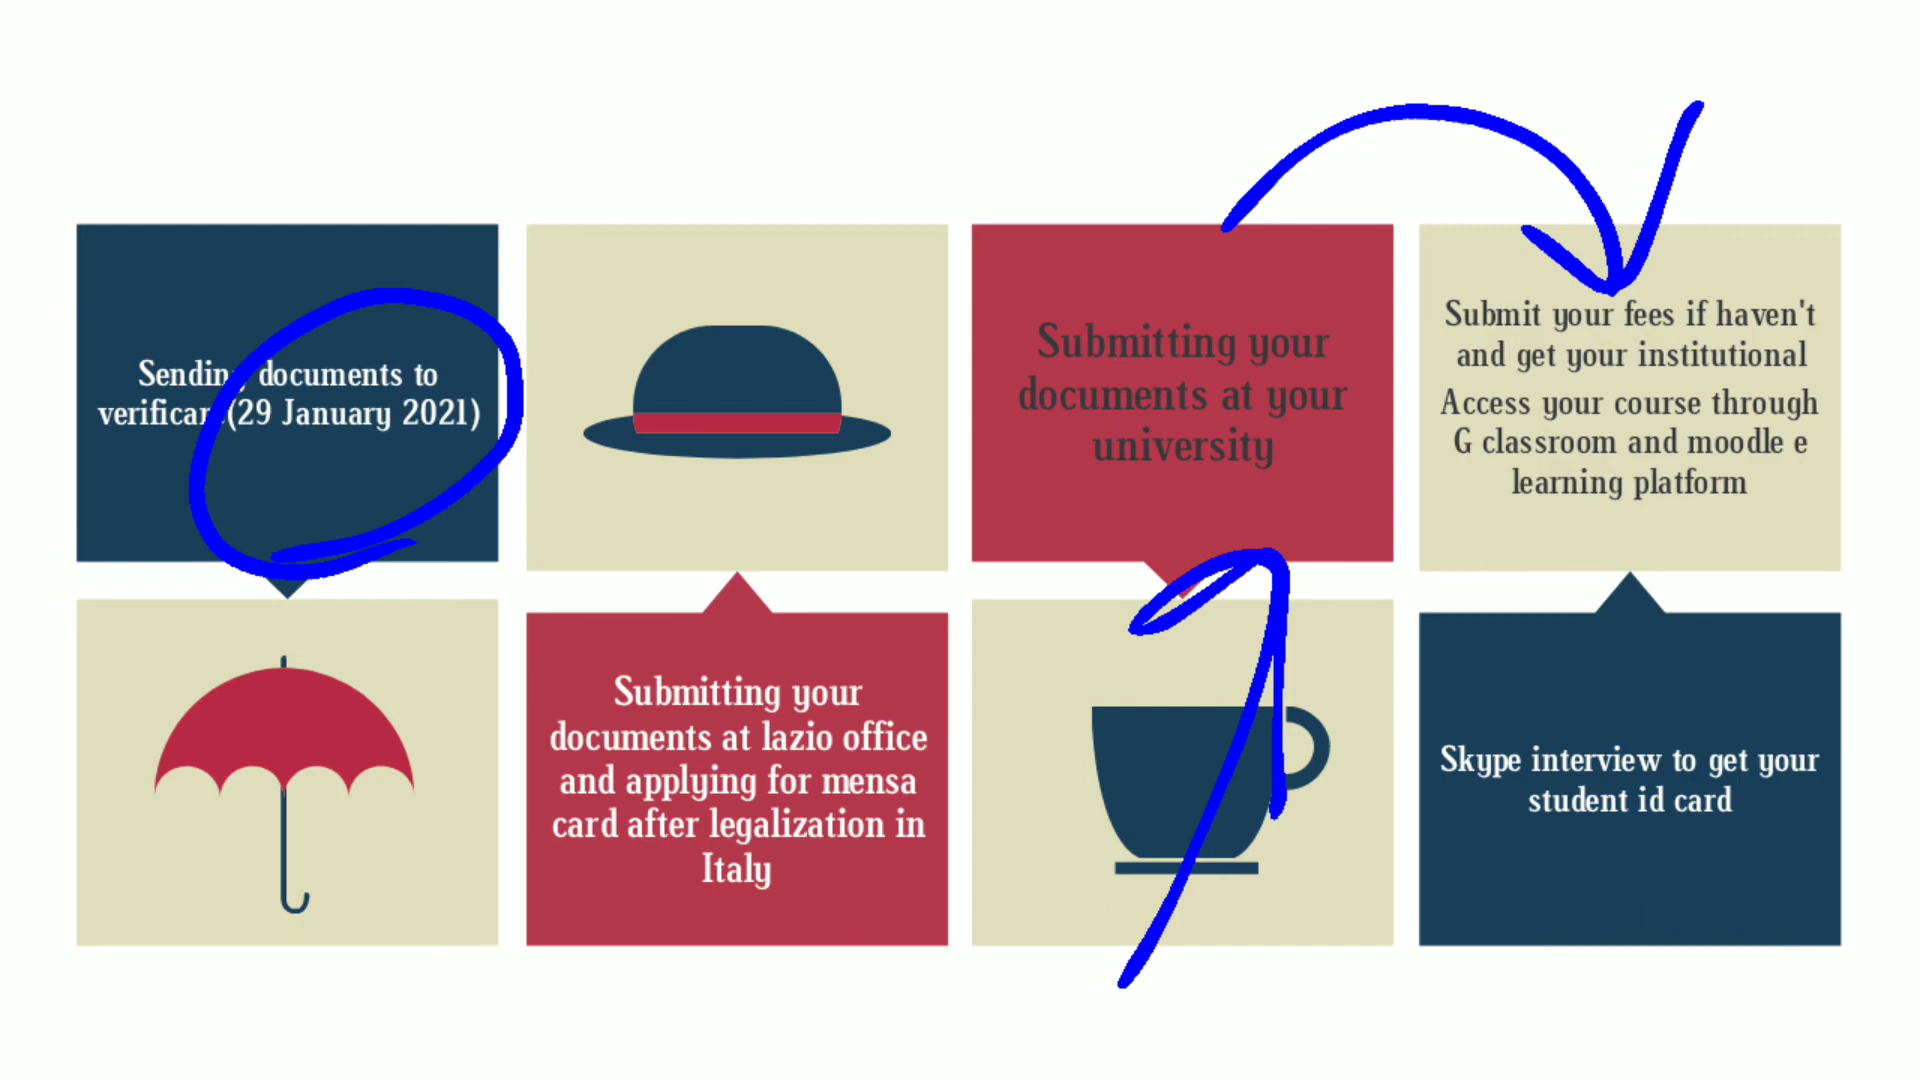 Sending documents to
verificare (29 January 2021)
Submitting your
documents at lazio office
and applying for mensa
card after legalization in
Italy
Submitting your
documents at your
university
Submit your fees if haven't
and get your institutional
Access your course through
G classroom and moodle e
learning platform
Skype interview to get your
student id card